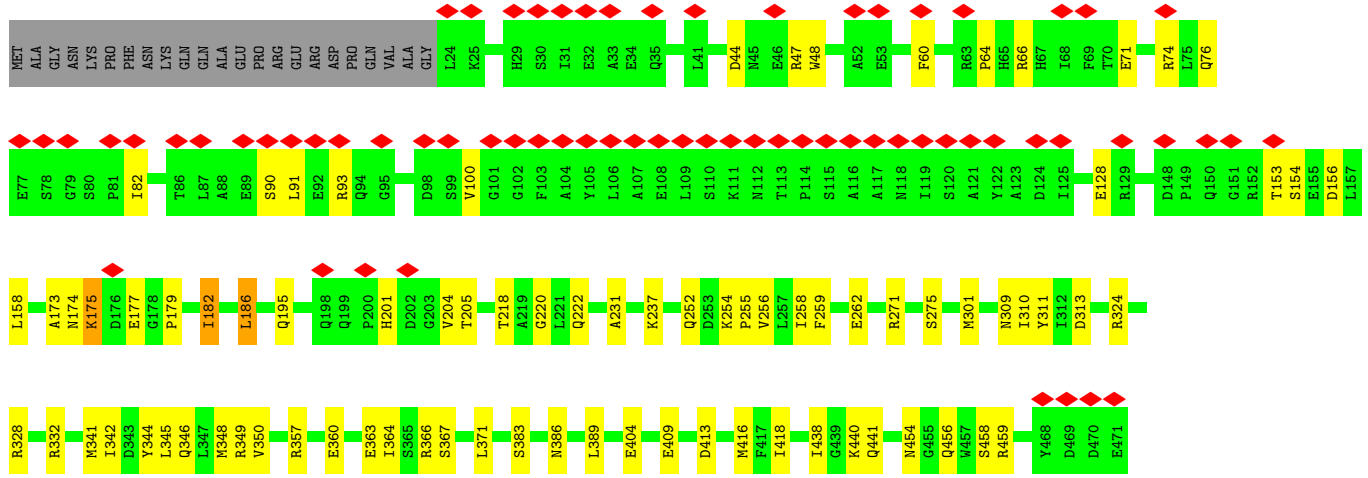 MET ALA GLY ASN LYS PRO PHE ASN LYS GLN GLN ALA GLU PRO ARG GLU ARG ASP PRO GLN VAL ALA GLY L24 K25 H29 S30 I31 E32 A33 E34 Q35 L41 D44 N45 E46 R47 W48 A52 E53 F60 R63 P64 H65 R66 H67 I68 F69 T70 E71 R74 L75 Q76
E77 S78 G79 S80 P81 I82 T86 L87 A88 E89 S90 L91 E92 R93 Q94 G95 D98 S99 V100 G101 G102 F103 A104 Y105 L106 A107 E108 L109 S110 K111 N112 T113 P114 S115 A116 A117 N118 I119 S120 A121 Y122 A123 D124 I125 E128 R129 D148 P149 Q150 G151 R152 T153 S154 E155 D156 L157
L158 A173 N174 K175 D176 E177 G178 P179 I182 L186 Q195 Q198 Q199 P200 H201 D202 G203 V204 T205 T218 A219 G220 L221 Q222 A231 K237 Q252 D253 K254 P255 V256 L257 I258 F259 E262 R271 S275 M301 N309 I310 Y311 I312 D313 R324
R328 R332 M341 I342 D343 Y344 L345 Q346 L347 M348 R349 V350 R357 E360 E363 I364 S365 R366 S367 L371 S383 N386 L389 E404 E409 D413 M416 F417 I418 I438 G439 K440 Q441 N454 G455 Q456 W457 S458 R459 Y468 D469 D470 E471